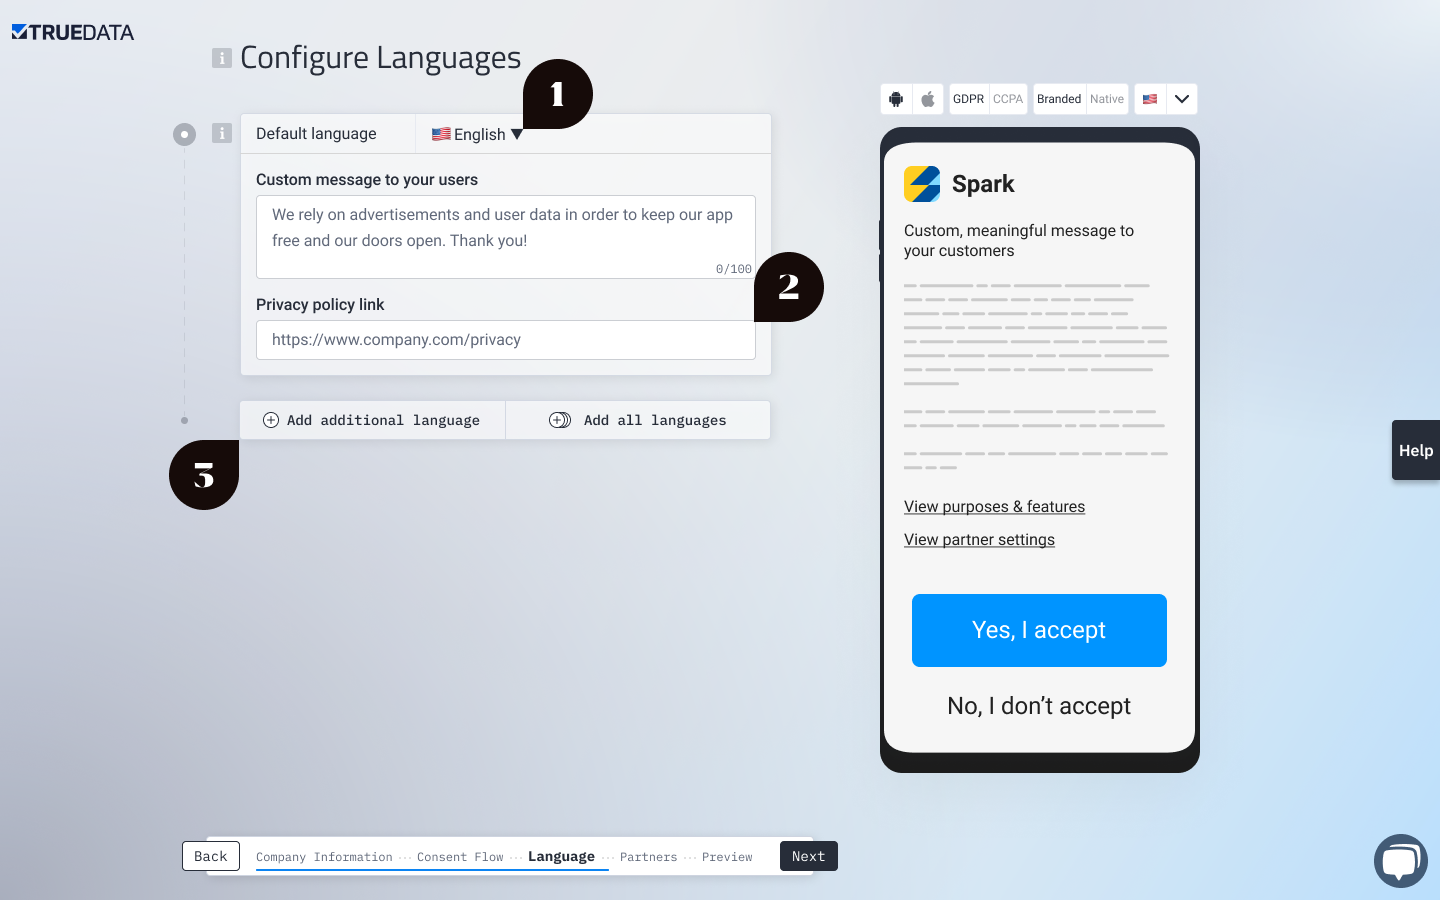 TRUEDATA
i Configure Languages
1
i Default language English ▼
Custom message to your users
We rely on advertisements and user data in order to keep our app
free and our doors open. Thank you!
0/100
2
Privacy policy link
https://www.company.com/privacy
Add additional language
Add all languages
3
GDPR CCPA Branded Native
Spark
Custom, meaningful message to
your customers
View purposes & features
View partner settings
Yes, I accept
No, I don’t accept
Help
Back Company Information ··· Consent Flow ··· Language ··· Partners ··· Preview Next